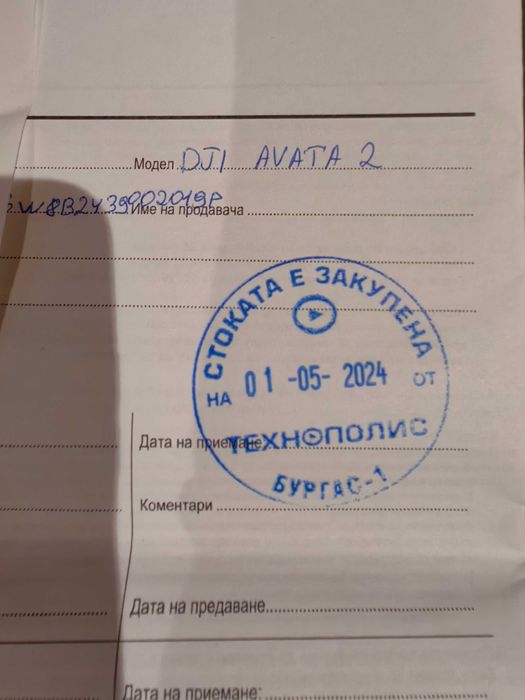 Модел DJI AVATA 2
W8B2439002019P Име на продавача
СТОКАТА Е ЗАКУПЕНА
НА 01 -05- 2024 ОТ
Дата на приемане
ТЕХНОПОЛИС
БУРГАС-1
Коментари
Дата на предаване
Дата на приемане: